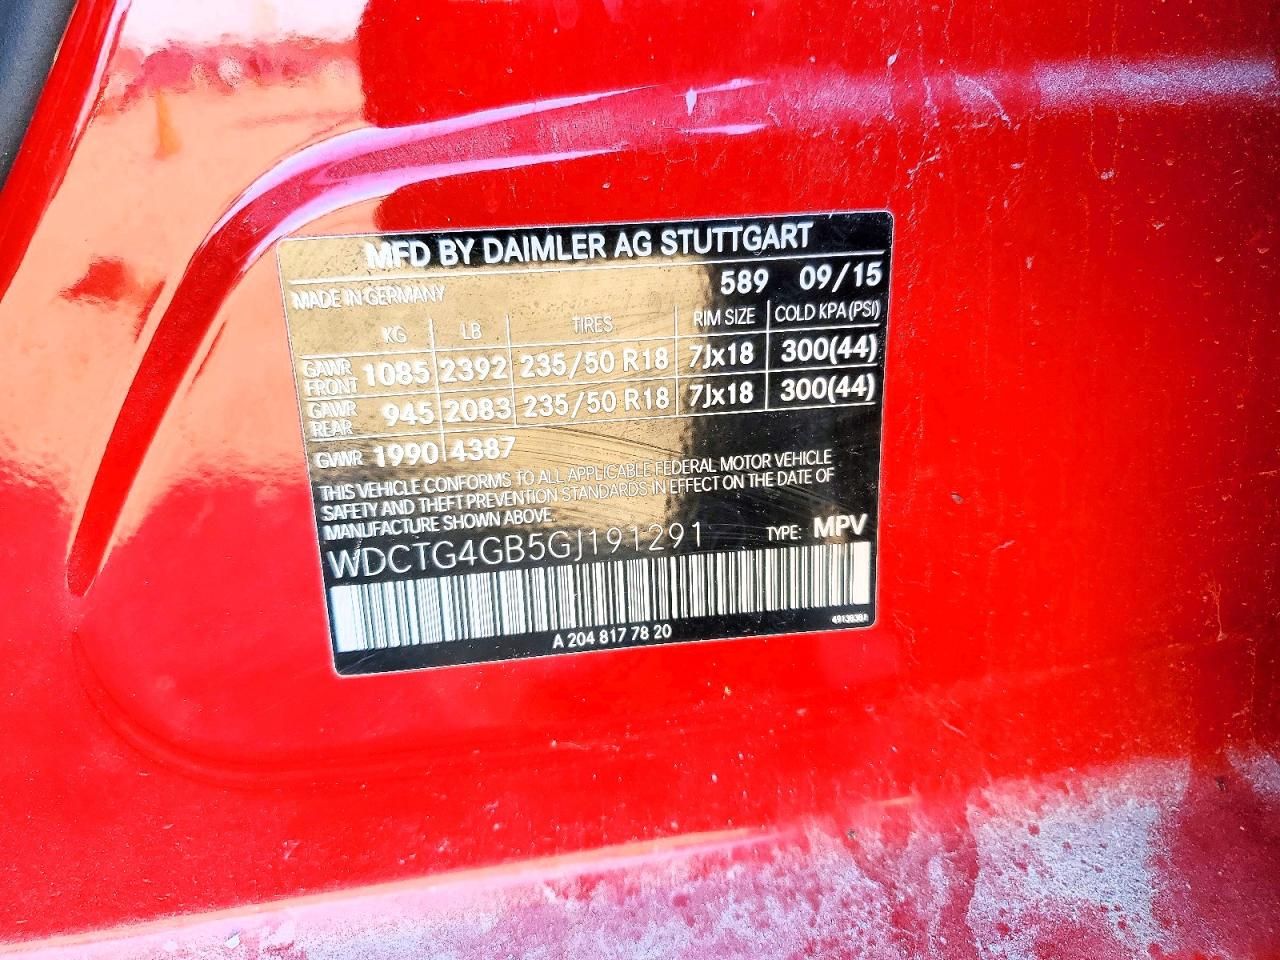 MFD BY DAIMLER AG STUTTGART
MADE IN GERMANY 589 09/15
KG LB TIRES RIM SIZE COLD KPA (PSI)
GAWR FRONT 1085 2392 235/50 R18 7Jx18 300(44)
GAWR REAR 945 2083 235/50 R18 7Jx18 300(44)
GVWR 1990 4387
THIS VEHICLE CONFORMS TO ALL APPLICABLE FEDERAL MOTOR VEHICLE
SAFETY AND THEFT PREVENTION STANDARDS IN EFFECT ON THE DATE OF
MANUFACTURE SHOWN ABOVE.
WDCTG4GB5GJ191291 TYPE: MPV
A 204 817 78 20